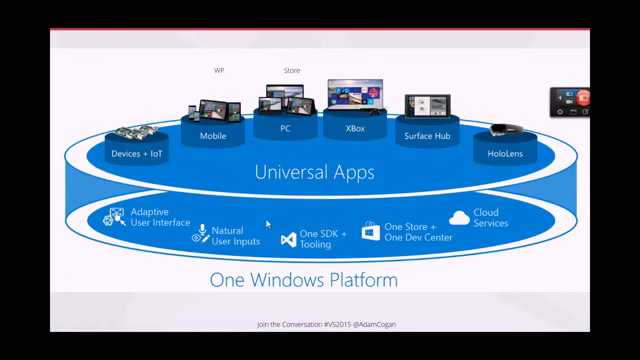 WP Store
Devices + IoT
Mobile
PC
XBox
Surface Hub
HoloLens
Universal Apps
Adaptive
User Interface
Natural
User Inputs
One SDK +
Tooling
One Store +
One Dev Center
Cloud
Services
One Windows Platform
Join the Conversation #VS2015 @AdamCogan